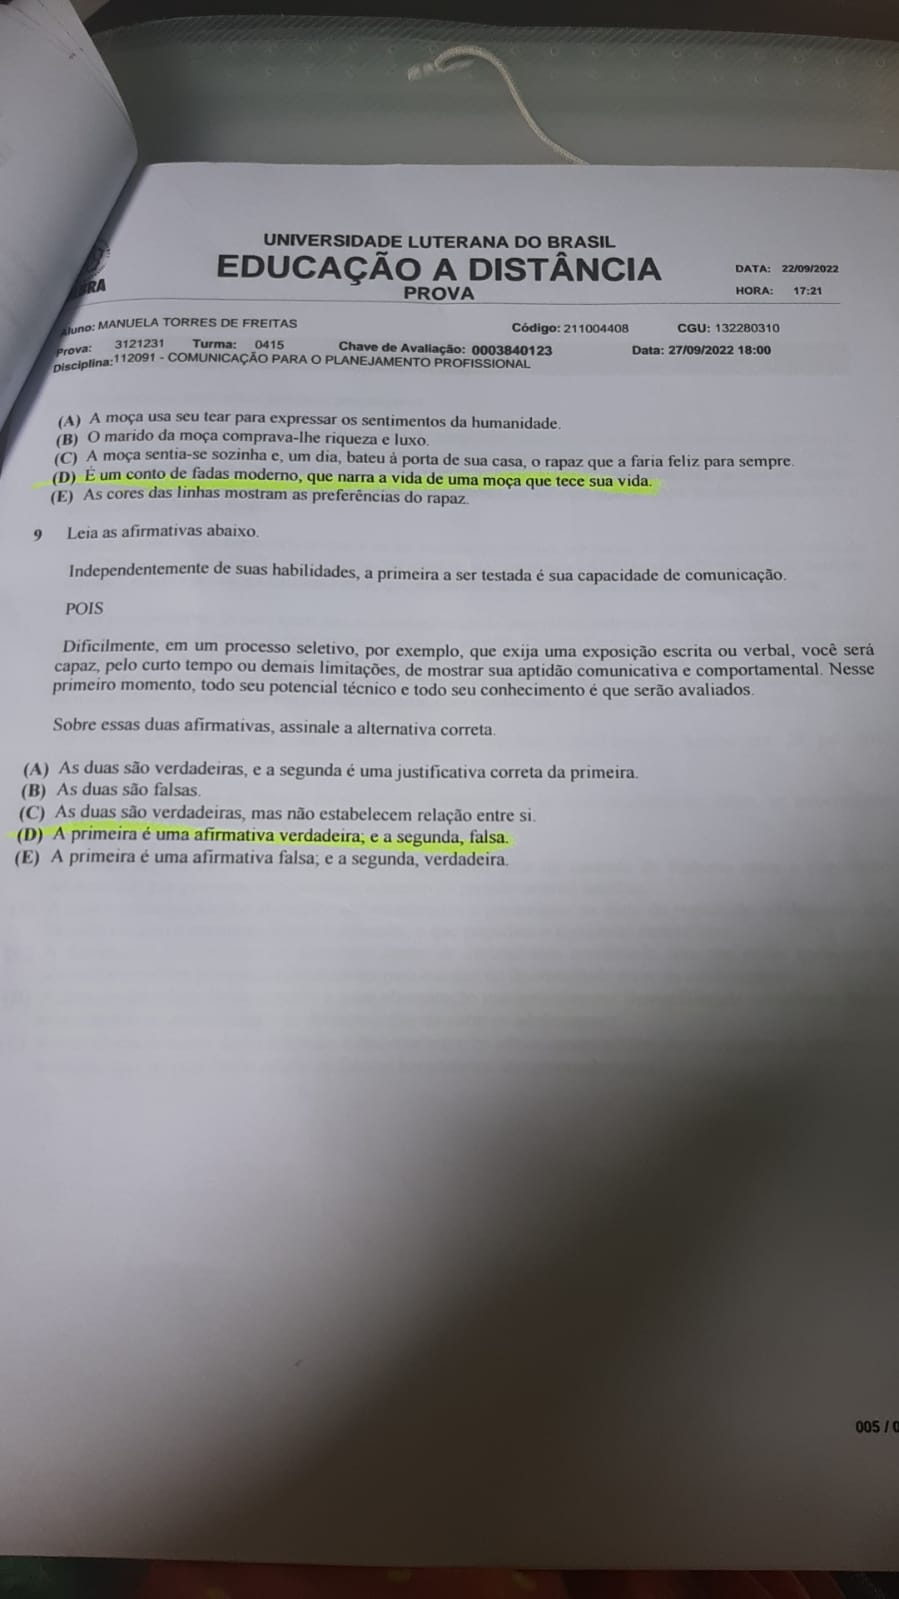 UNIVERSIDADE LUTERANA DO BRASIL
EDUCAÇÃO A DISTÂNCIA
PROVA
DATA: 22/09/2022
HORA: 17:21
Aluno: MANUELA TORRES DE FREITAS
Código: 211004408
CGU: 132280310
Prova: 3121231 Turma: 0415 Chave de Avaliação: 0003840123 Data: 27/09/2022 18:00
Disciplina: 112091 - COMUNICAÇÃO PARA O PLANEJAMENTO PROFISSIONAL
(A) A moça usa seu tear para expressar os sentimentos da humanidade.
(B) O marido da moça comprava-lhe riqueza e luxo.
(C) A moça sentia-se sozinha e, um dia, bateu à porta de sua casa, o rapaz que a faria feliz para sempre.
(D) É um conto de fadas moderno, que narra a vida de uma moça que tece sua vida.
(E) As cores das linhas mostram as preferências do rapaz.
9 Leia as afirmativas abaixo.
Independentemente de suas habilidades, a primeira a ser testada é sua capacidade de comunicação.
POIS
Dificilmente, em um processo seletivo, por exemplo, que exija uma exposição escrita ou verbal, você será
capaz, pelo curto tempo ou demais limitações, de mostrar sua aptidão comunicativa e comportamental. Nesse
primeiro momento, todo seu potencial técnico e todo seu conhecimento é que serão avaliados.
Sobre essas duas afirmativas, assinale a alternativa correta.
(A) As duas são verdadeiras, e a segunda é uma justificativa correta da primeira.
(B) As duas são falsas.
(C) As duas são verdadeiras, mas não estabelecem relação entre si.
(D) A primeira é uma afirmativa verdadeira; e a segunda, falsa.
(E) A primeira é uma afirmativa falsa; e a segunda, verdadeira.
005 /